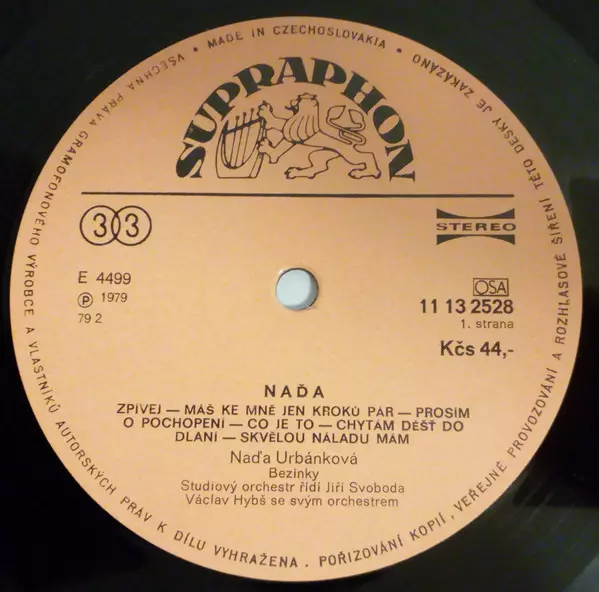 VŠECHNA PRÁVA GRAMOFONOVÉHO VÝROBCE A VLASTNÍKŮ AUTORSKÝCH PRÁV K DÍLU VYHRAŽENA . POŘIZOVÁNÍ KOPIÍ , VEŘEJNÉ PROVOZOVÁNÍ A ROZHLASOVÉ ŠÍŘENÍ TÉTO DESKY JE ZAKÁZÁNO
• MADE IN CZECHOSLOVAKIA •
SUPRAPHON
33
STEREO
E 4499
Ⓟ 1979
79 2
OSA
11 13 2528
1. strana
Kčs 44,-
NAĎA
ZPÍVEJ — MÁŠ KE MNĚ JEN KROKŮ PÁR — PROSÍM
O POCHOPENÍ — CO JE TO — CHYTÁM DÉŠŤ DO
DLANÍ — SKVĚLOU NÁLADU MÁM
Naďa Urbánková
Bezinky
Studiový orchestr řídí Jiří Svoboda
Václav Hybš se svým orchestrem